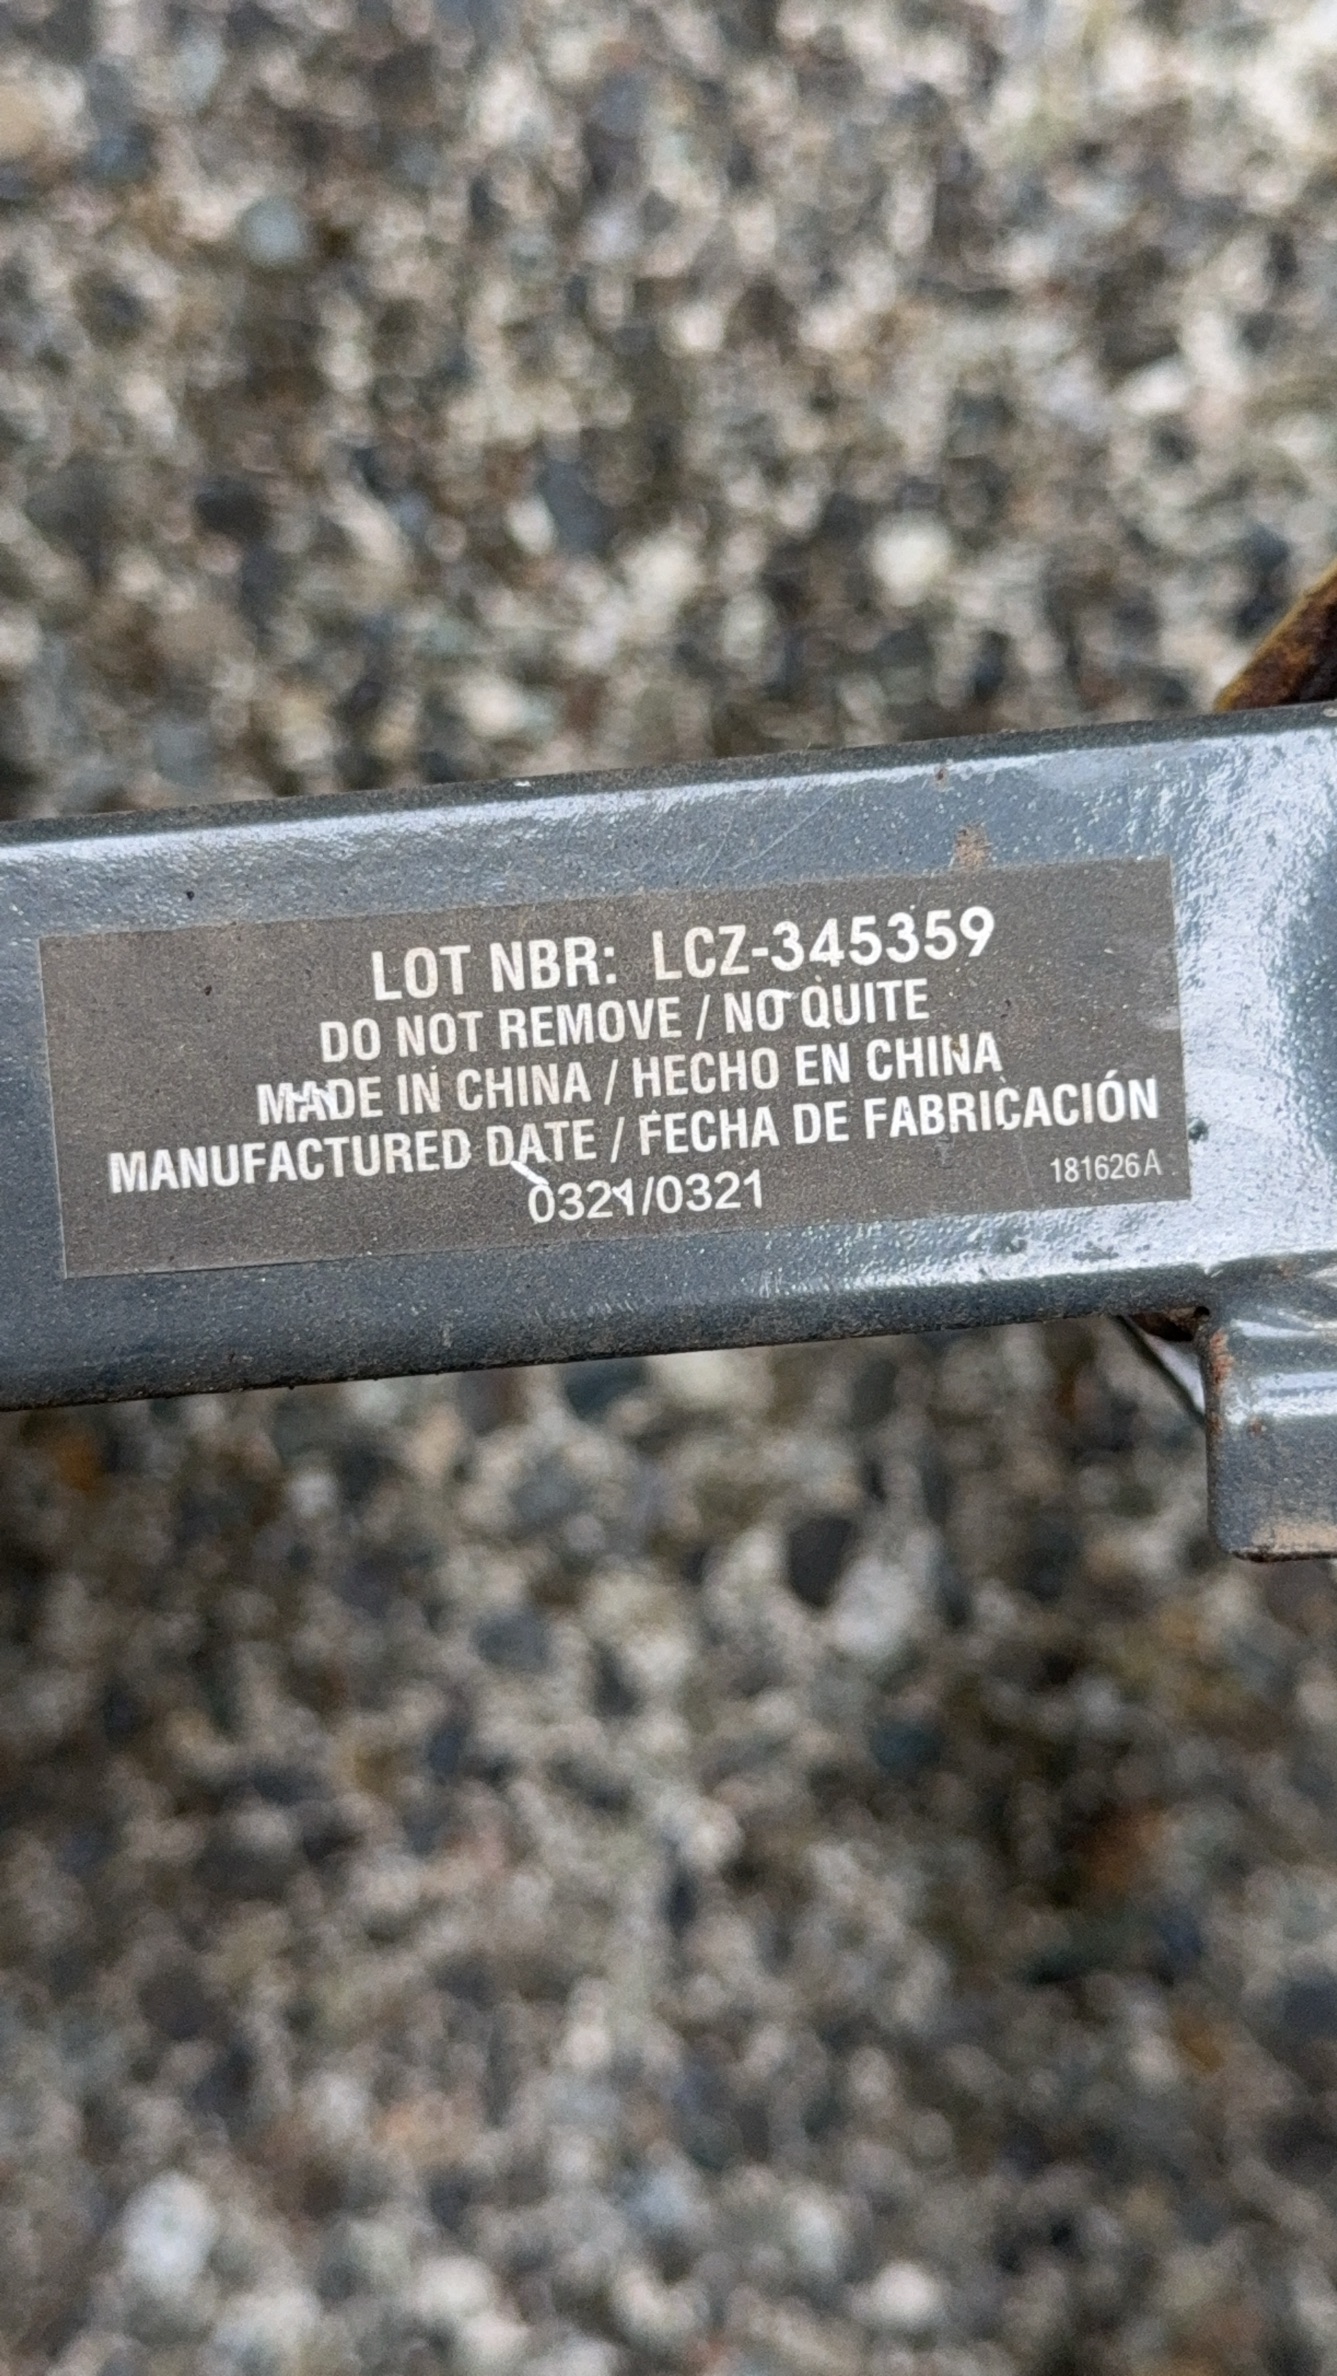 LOT NBR: LCZ-345359
DO NOT REMOVE / NO QUITE
MADE IN CHINA / HECHO EN CHINA
MANUFACTURED DATE / FECHA DE FABRICACIÓN
0321/0321
181626A